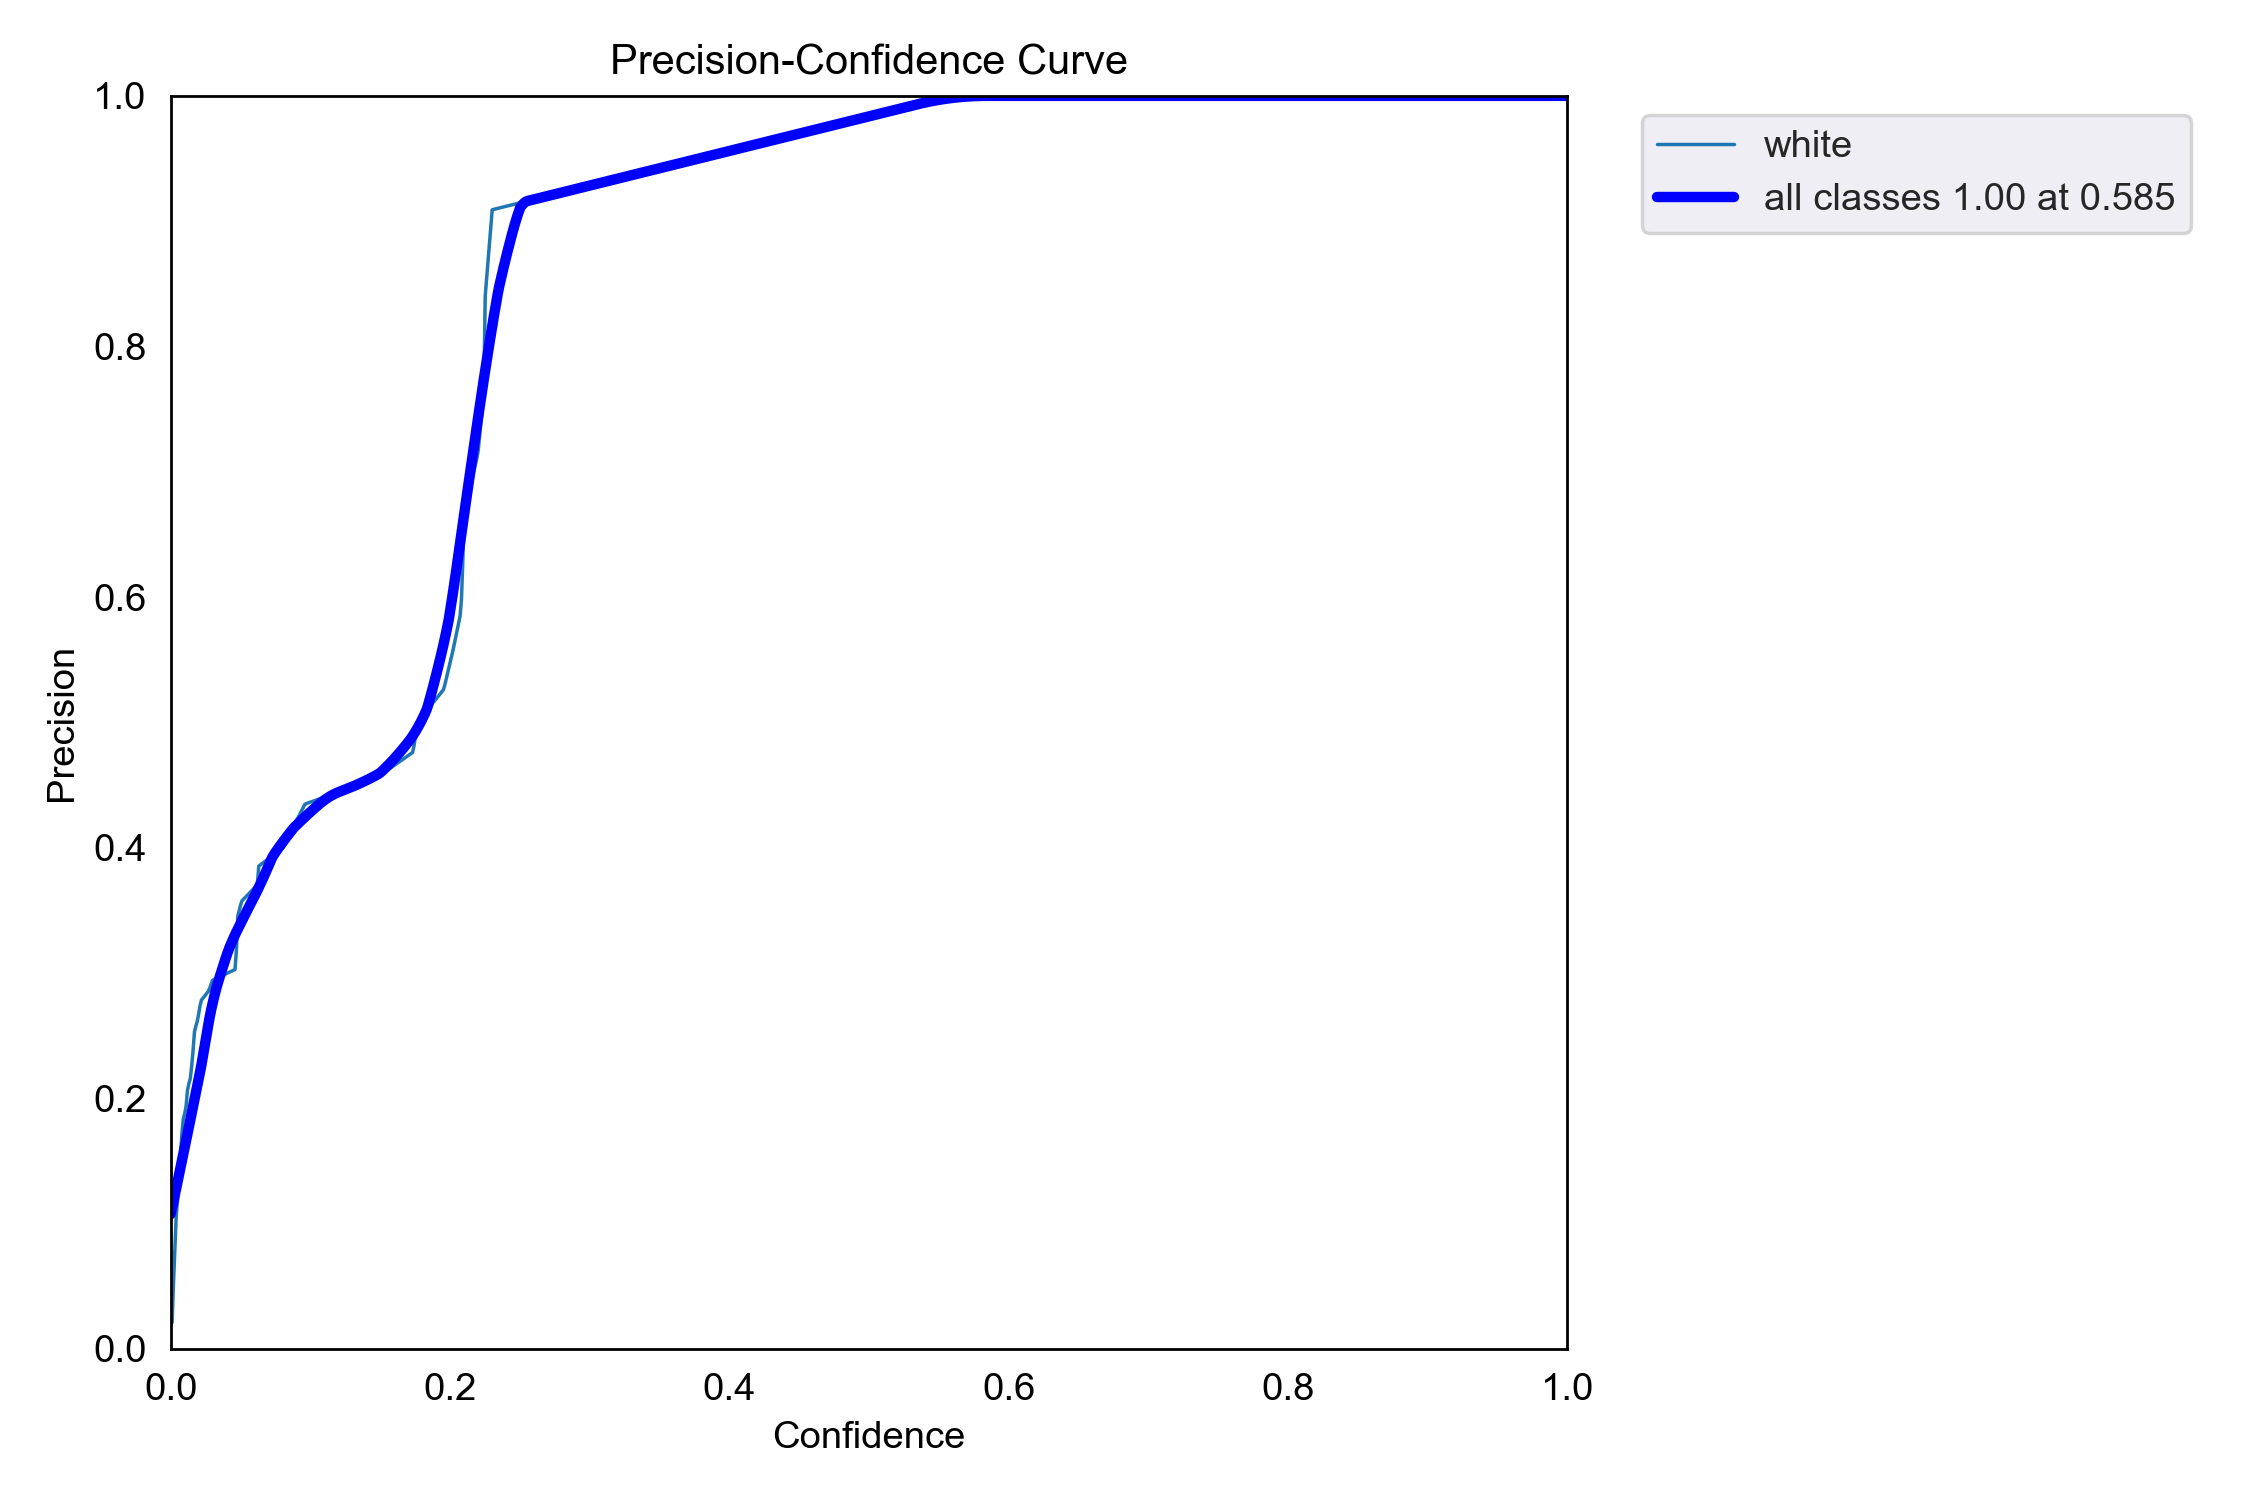 Precision-Confidence Curve
1.0
0.8
0.6
0.4
0.2
0.0
Precision
0.0 0.2 0.4 0.6 0.8 1.0
Confidence
white
all classes 1.00 at 0.585